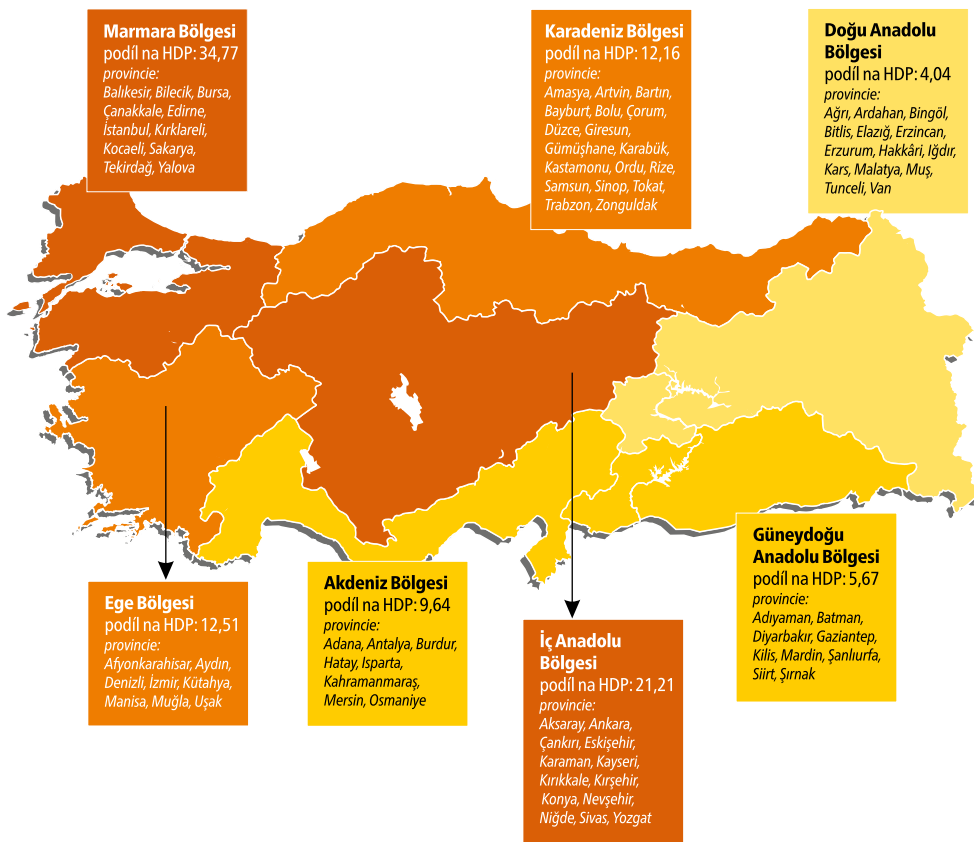 Marmara Bölgesi
podíl na HDP: 34,77
provincie:
Balıkesir, Bilecik, Bursa,
Çanakkale, Edirne,
İstanbul, Kırklareli,
Kocaeli, Sakarya,
Tekirdağ, Yalova
Karadeniz Bölgesi
podíl na HDP: 12,16
provincie:
Amasya, Artvin, Bartın,
Bayburt, Bolu, Çorum,
Düzce, Giresun,
Gümüşhane, Karabük,
Kastamonu, Ordu, Rize,
Samsun, Sinop, Tokat,
Trabzon, Zonguldak
Doğu Anadolu
Bölgesi
podíl na HDP: 4,04
provincie:
Ağrı, Ardahan, Bingöl,
Bitlis, Elazığ, Erzincan,
Erzurum, Hakkâri, Iğdır,
Kars, Malatya, Muş,
Tunceli, Van
Ege Bölgesi
podíl na HDP: 12,51
provincie:
Afyonkarahisar, Aydın,
Denizli, İzmir, Kütahya,
Manisa, Muğla, Uşak
Akdeniz Bölgesi
podíl na HDP: 9,64
provincie:
Adana, Antalya, Burdur,
Hatay, Isparta,
Kahramanmaraş,
Mersin, Osmaniye
İç Anadolu
Bölgesi
podíl na HDP: 21,21
provincie:
Aksaray, Ankara,
Çankırı, Eskişehir,
Karaman, Kayseri,
Kırıkkale, Kırşehir,
Konya, Nevşehir,
Niğde, Sivas, Yozgat
Güneydoğu
Anadolu Bölgesi
podíl na HDP: 5,67
provincie:
Adıyaman, Batman,
Diyarbakır, Gaziantep,
Kilis, Mardin, Şanlıurfa,
Siirt, Şırnak